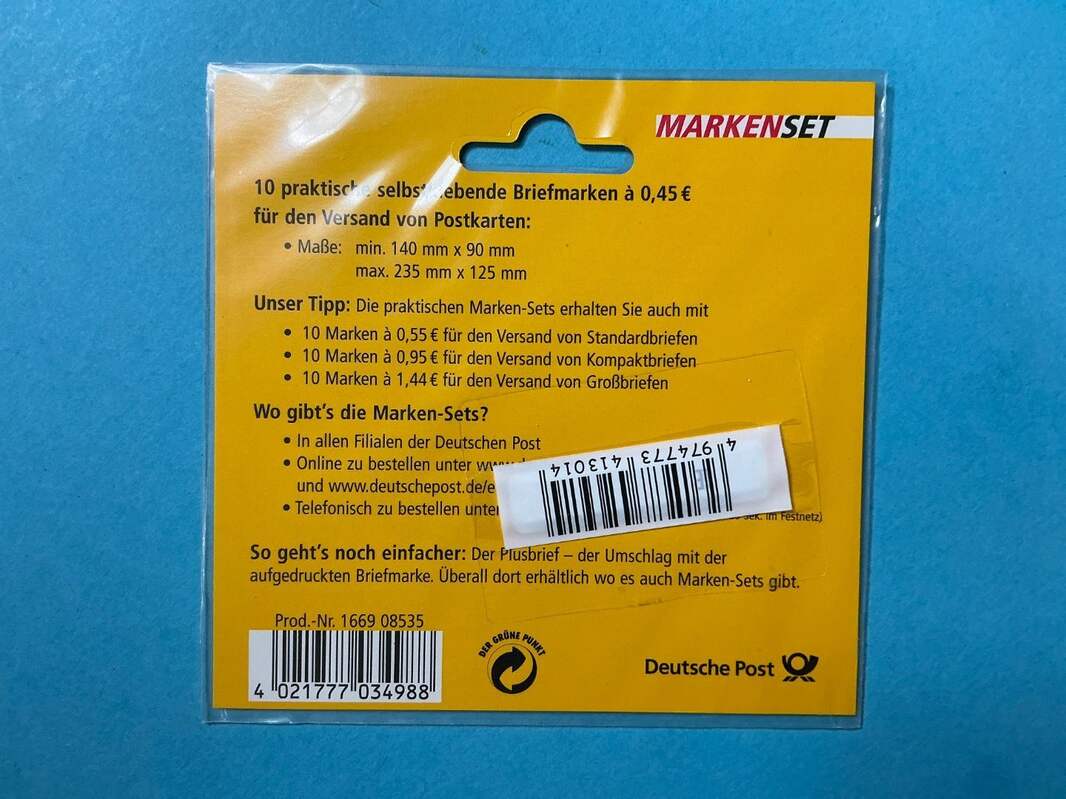 MARKENSET
10 praktische selbstklebende Briefmarken à 0,45 €
für den Versand von Postkarten:
• Maße: min. 140 mm x 90 mm
max. 235 mm x 125 mm
Unser Tipp: Die praktischen Marken-Sets erhalten Sie auch mit
• 10 Marken à 0,55 € für den Versand von Standardbriefen
• 10 Marken à 0,95 € für den Versand von Kompaktbriefen
• 10 Marken à 1,44 € für den Versand von Großbriefen
Wo gibt's die Marken-Sets?
• In allen Filialen der Deutschen Post
• Online zu bestellen unter
und www.deutschepost.de/e
• Telefonisch zu bestellen unter
sek. im Festnetz)
4 974773 413014
So geht's noch einfacher: Der Plusbrief – der Umschlag mit der
aufgedruckten Briefmarke. Überall dort erhältlich wo es auch Marken-Sets gibt.
Prod.-Nr. 1669 08535
4 021777 034988
DER GRÜNE PUNKT
Deutsche Post